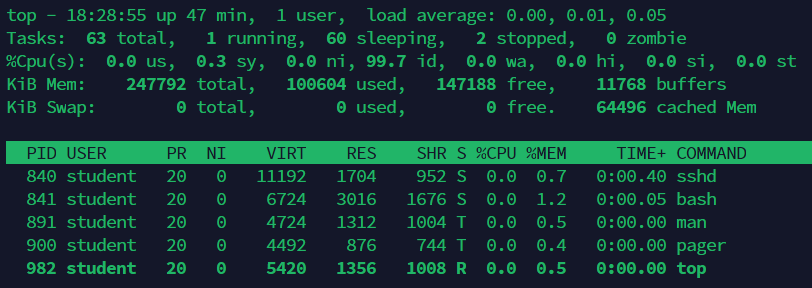 top - 18:28:55 up 47 min,  1 user,  load average: 0.00, 0.01, 0.05
Tasks:  63 total,   1 running,  60 sleeping,   2 stopped,   0 zombie
%Cpu(s):  0.0 us,  0.3 sy,  0.0 ni, 99.7 id,  0.0 wa,  0.0 hi,  0.0 si,  0.0 st
KiB Mem:    247792 total,   100604 used,   147188 free,    11768 buffers
KiB Swap:        0 total,        0 used,        0 free.    64496 cached Mem
  PID USER      PR  NI    VIRT    RES    SHR S %CPU %MEM     TIME+ COMMAND
  840 student   20   0   11192   1704    952 S  0.0  0.7   0:00.40 sshd
  841 student   20   0    6724   3016   1676 S  0.0  1.2   0:00.05 bash
  891 student   20   0    4724   1312   1004 T  0.0  0.5   0:00.00 man
  900 student   20   0    4492    876    744 T  0.0  0.4   0:00.00 pager
  982 student   20   0    5420   1356   1008 R  0.0  0.5   0:00.00 top